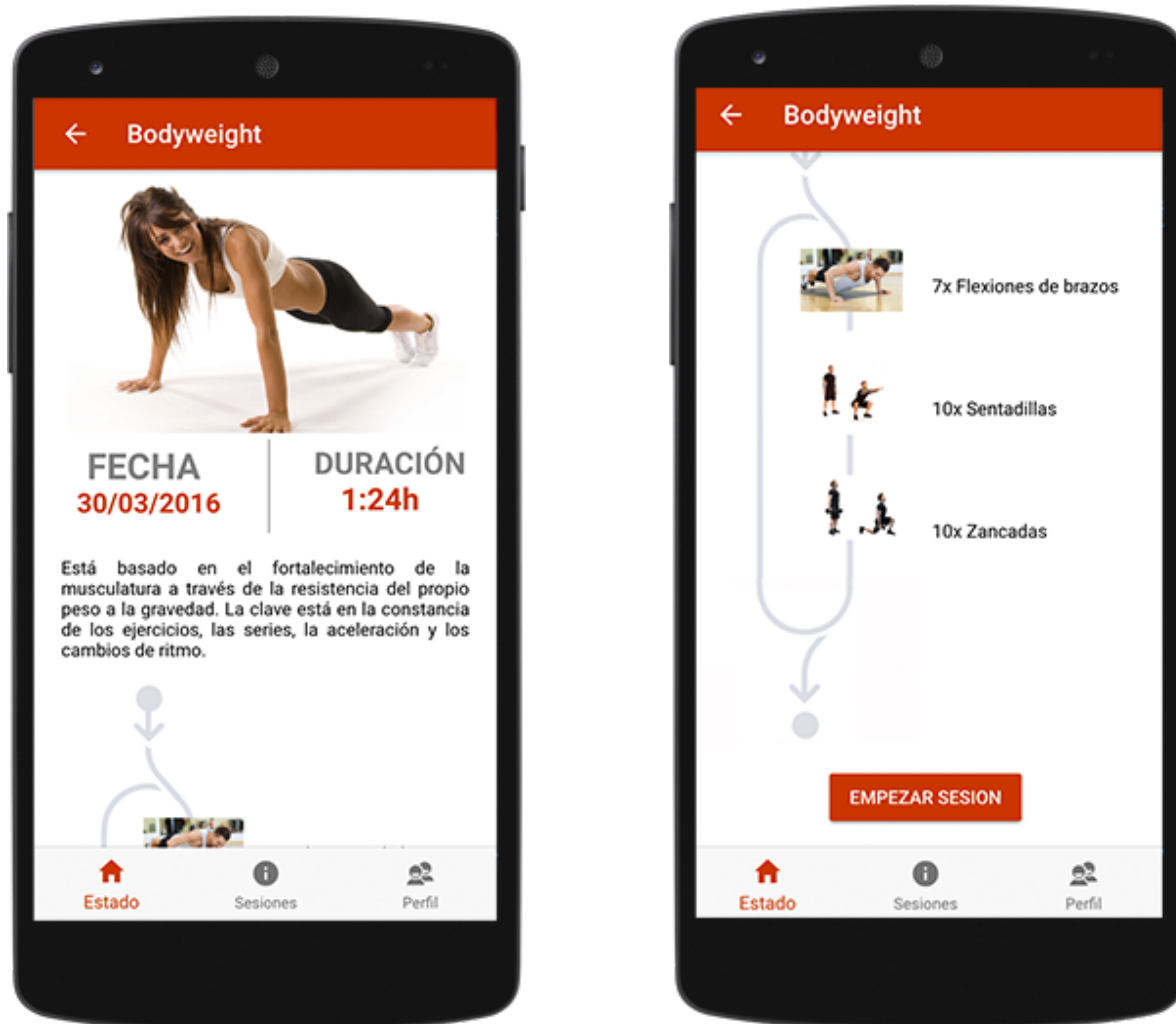 Bodyweight
FECHA
30/03/2016
DURACIÓN
1:24h
Está basado en el fortalecimiento de la
musculatura a través de la resistencia del propio
peso a la gravedad. La clave está en la constancia
de los ejercicios, las series, la aceleración y los
cambios de ritmo.
Estado
Sesiones
Perfil
Bodyweight
7x Flexiones de brazos
10x Sentadillas
10x Zancadas
EMPEZAR SESION
Estado
Sesiones
Perfil